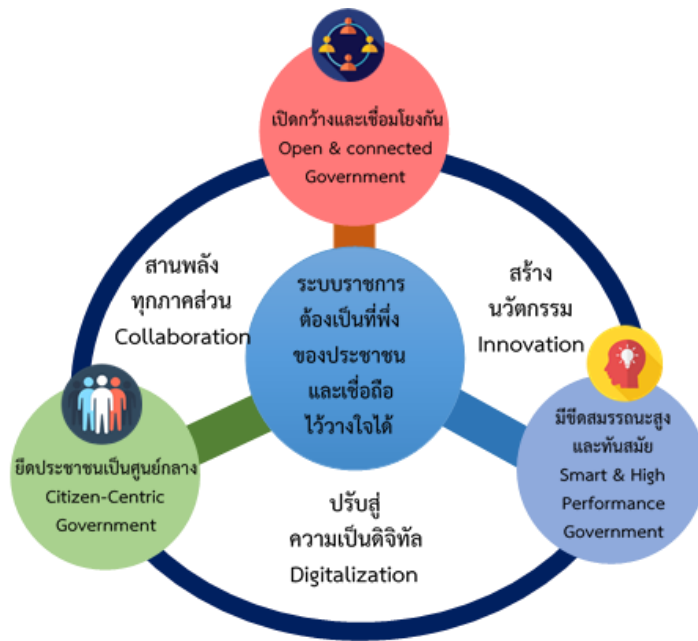 เปิดกว้างและเชื่อมโยงกัน
Open & connected
Government
สานพลัง
ทุกภาคส่วน
Collaboration
ระบบราชการ
ต้องเป็นที่พึ่ง
ของประชาชน
และเชื่อถือ
ไว้วางใจได้
สร้าง
นวัตกรรม
Innovation
ยึดประชาชนเป็นศูนย์กลาง
Citizen-Centric
Government
ปรับสู่
ความเป็นดิจิทัล
Digitalization
มีขีดสมรรถนะสูง
และทันสมัย
Smart & High
Performance
Government